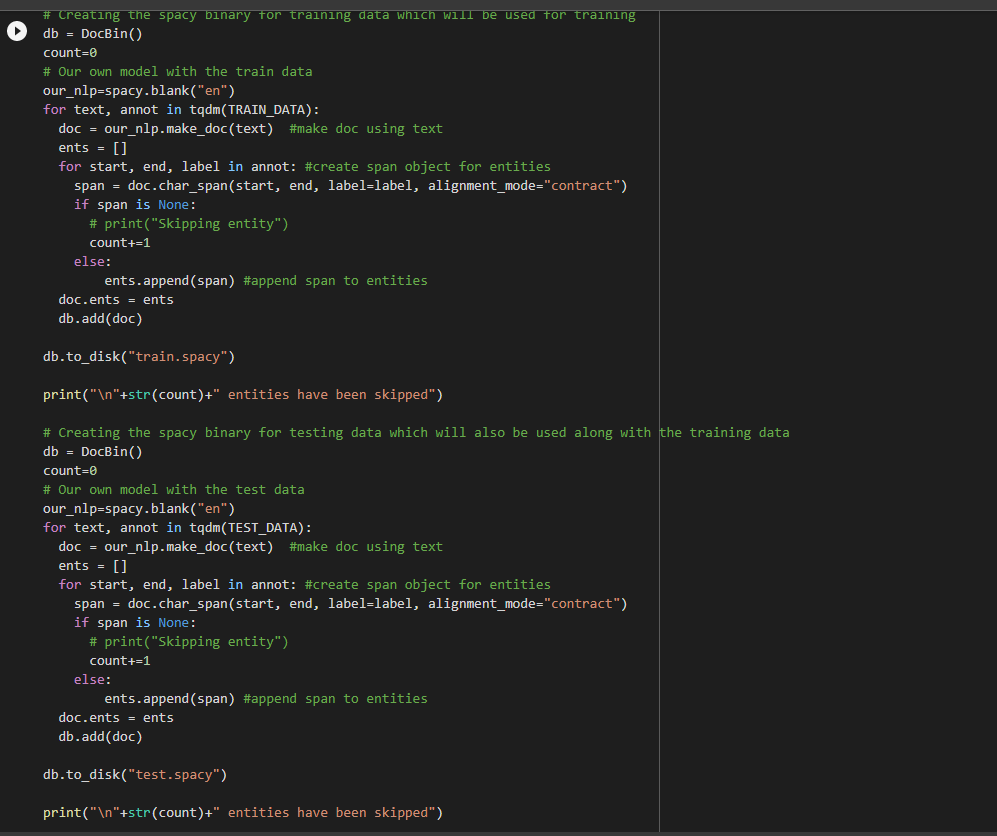 # Creating the spacy binary for training data which will be used for training
db = DocBin()
count=0
# Our own model with the train data
our_nlp=spacy.blank("en")
for text, annot in tqdm(TRAIN_DATA):
  doc = our_nlp.make_doc(text)  #make doc using text
  ents = []
  for start, end, label in annot: #create span object for entities
    span = doc.char_span(start, end, label=label, alignment_mode="contract")
    if span is None:
      # print("Skipping entity")
      count+=1
    else:
        ents.append(span) #append span to entities
  doc.ents = ents
  db.add(doc)

db.to_disk("train.spacy")

print("\n"+str(count)+" entities have been skipped")

# Creating the spacy binary for testing data which will also be used along with the training data
db = DocBin()
count=0
# Our own model with the test data
our_nlp=spacy.blank("en")
for text, annot in tqdm(TEST_DATA):
  doc = our_nlp.make_doc(text)  #make doc using text
  ents = []
  for start, end, label in annot: #create span object for entities
    span = doc.char_span(start, end, label=label, alignment_mode="contract")
    if span is None:
      # print("Skipping entity")
      count+=1
    else:
        ents.append(span) #append span to entities
  doc.ents = ents
  db.add(doc)

db.to_disk("test.spacy")

print("\n"+str(count)+" entities have been skipped")